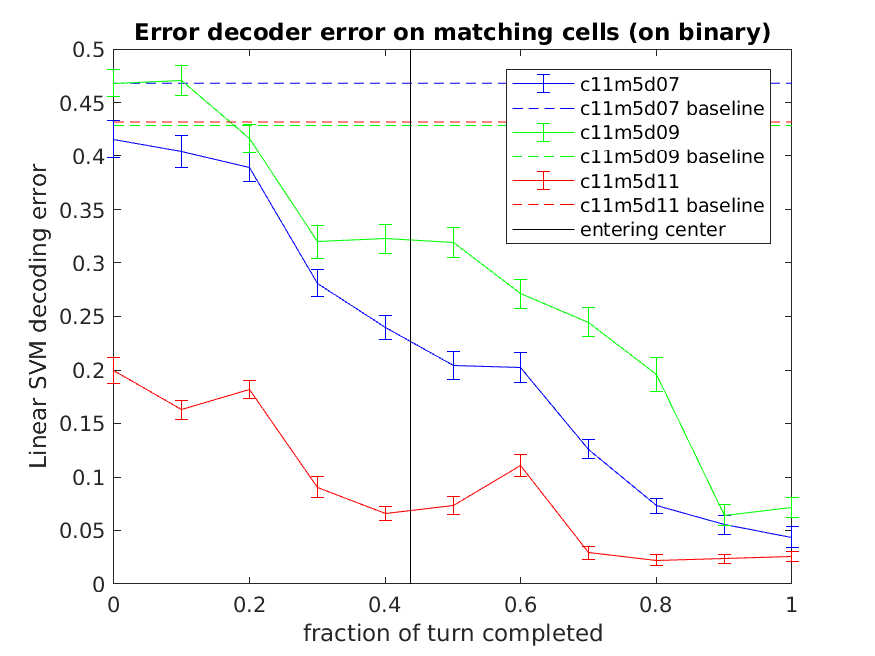 Error decoder error on matching cells (on binary)
0.5
0.45
0.4
0.35
0.3
0.25
0.2
0.15
0.1
0.05
0
Linear SVM decoding error
c11m5d07
c11m5d07 baseline
c11m5d09
c11m5d09 baseline
c11m5d11
c11m5d11 baseline
entering center
0 0.2 0.4 0.6 0.8 1
fraction of turn completed